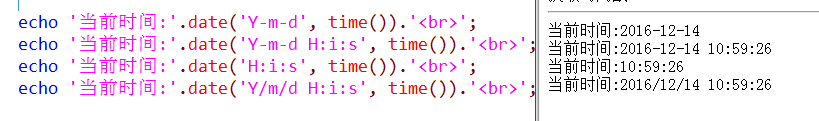 echo '当前时间:'.date('Y-m-d', time()).'<br>';
echo '当前时间:'.date('Y-m-d H:i:s', time()).'<br>';
echo '当前时间:'.date('H:i:s', time()).'<br>';
echo '当前时间:'.date('Y/m/d H:i:s', time()).'<br>';
当前时间:2016-12-14
当前时间:2016-12-14 10:59:26
当前时间:10:59:26
当前时间:2016/12/14 10:59:26